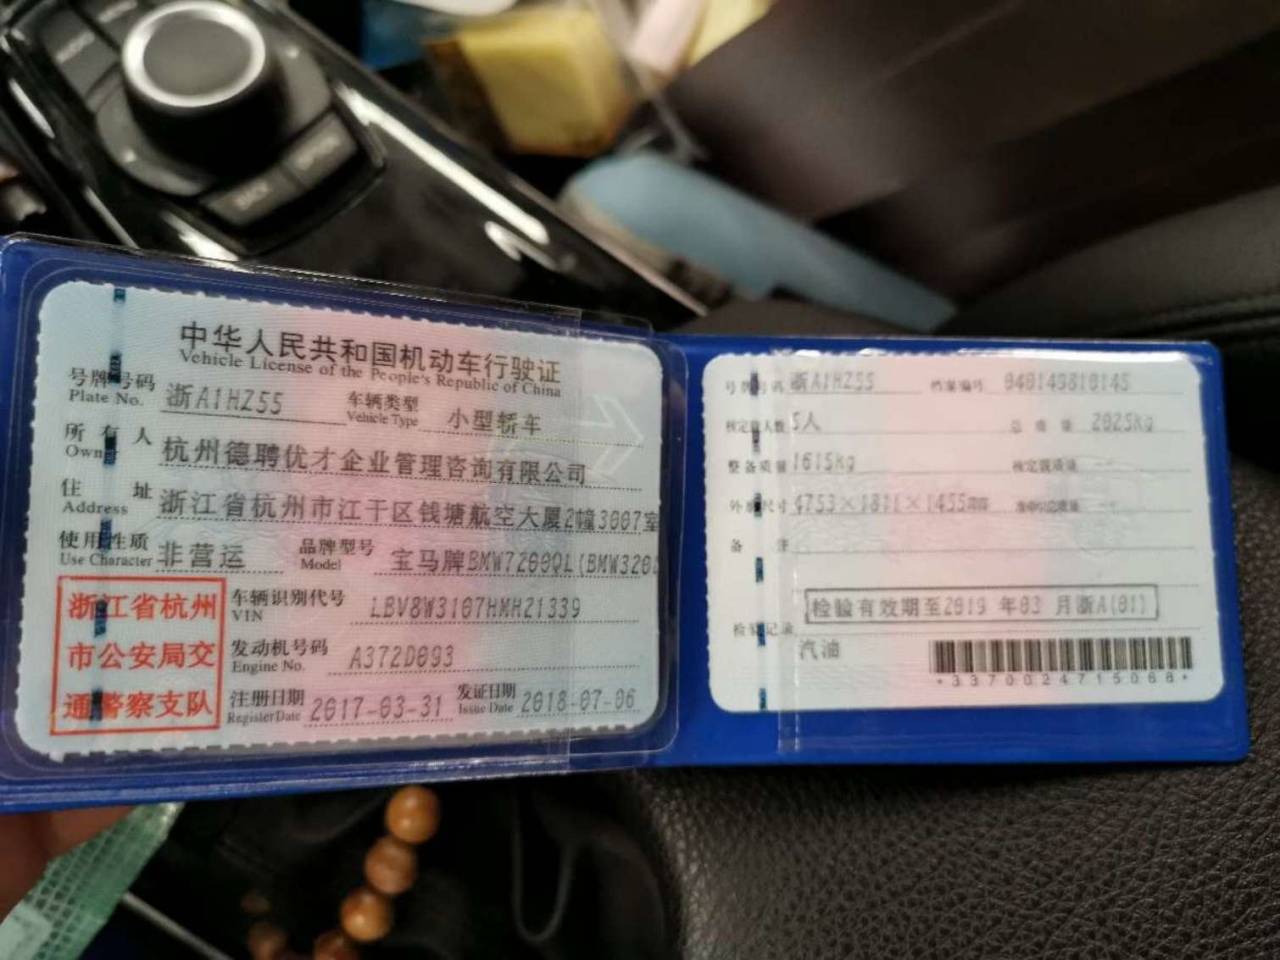 中华人民共和国机动车行驶证
Vehicle License of the People's Republic of China
号牌号码 浙A1HZ55 车辆类型 小型轿车
Plate No. Vehicle Type
所有人 杭州德聘优才企业管理咨询有限公司
Owner
住址 浙江省杭州市江干区钱塘航空大厦2幢3007室
Address
使用性质 非营运 品牌型号 宝马牌BMW7200QL(BMW320L
Use Character Model
浙江省杭州
市公安局交
通警察支队
车辆识别代号 LBV8W3107HMH21339
VIN
发动机号码 A372D093
Engine No.
注册日期 2017-03-31 发证日期 2018-07-06
Register Date Issue Date
号牌号码 浙A1HZ55 档案编号
核定载人数 5人 总质量 2025kg
整备质量 1615kg 核定载质量 --
外廓尺寸 4753×1811×1455mm 准牵引总质量 --
备注
检验有效期至2019年03月浙A(01)
检验记录
汽油
*3370024715068*